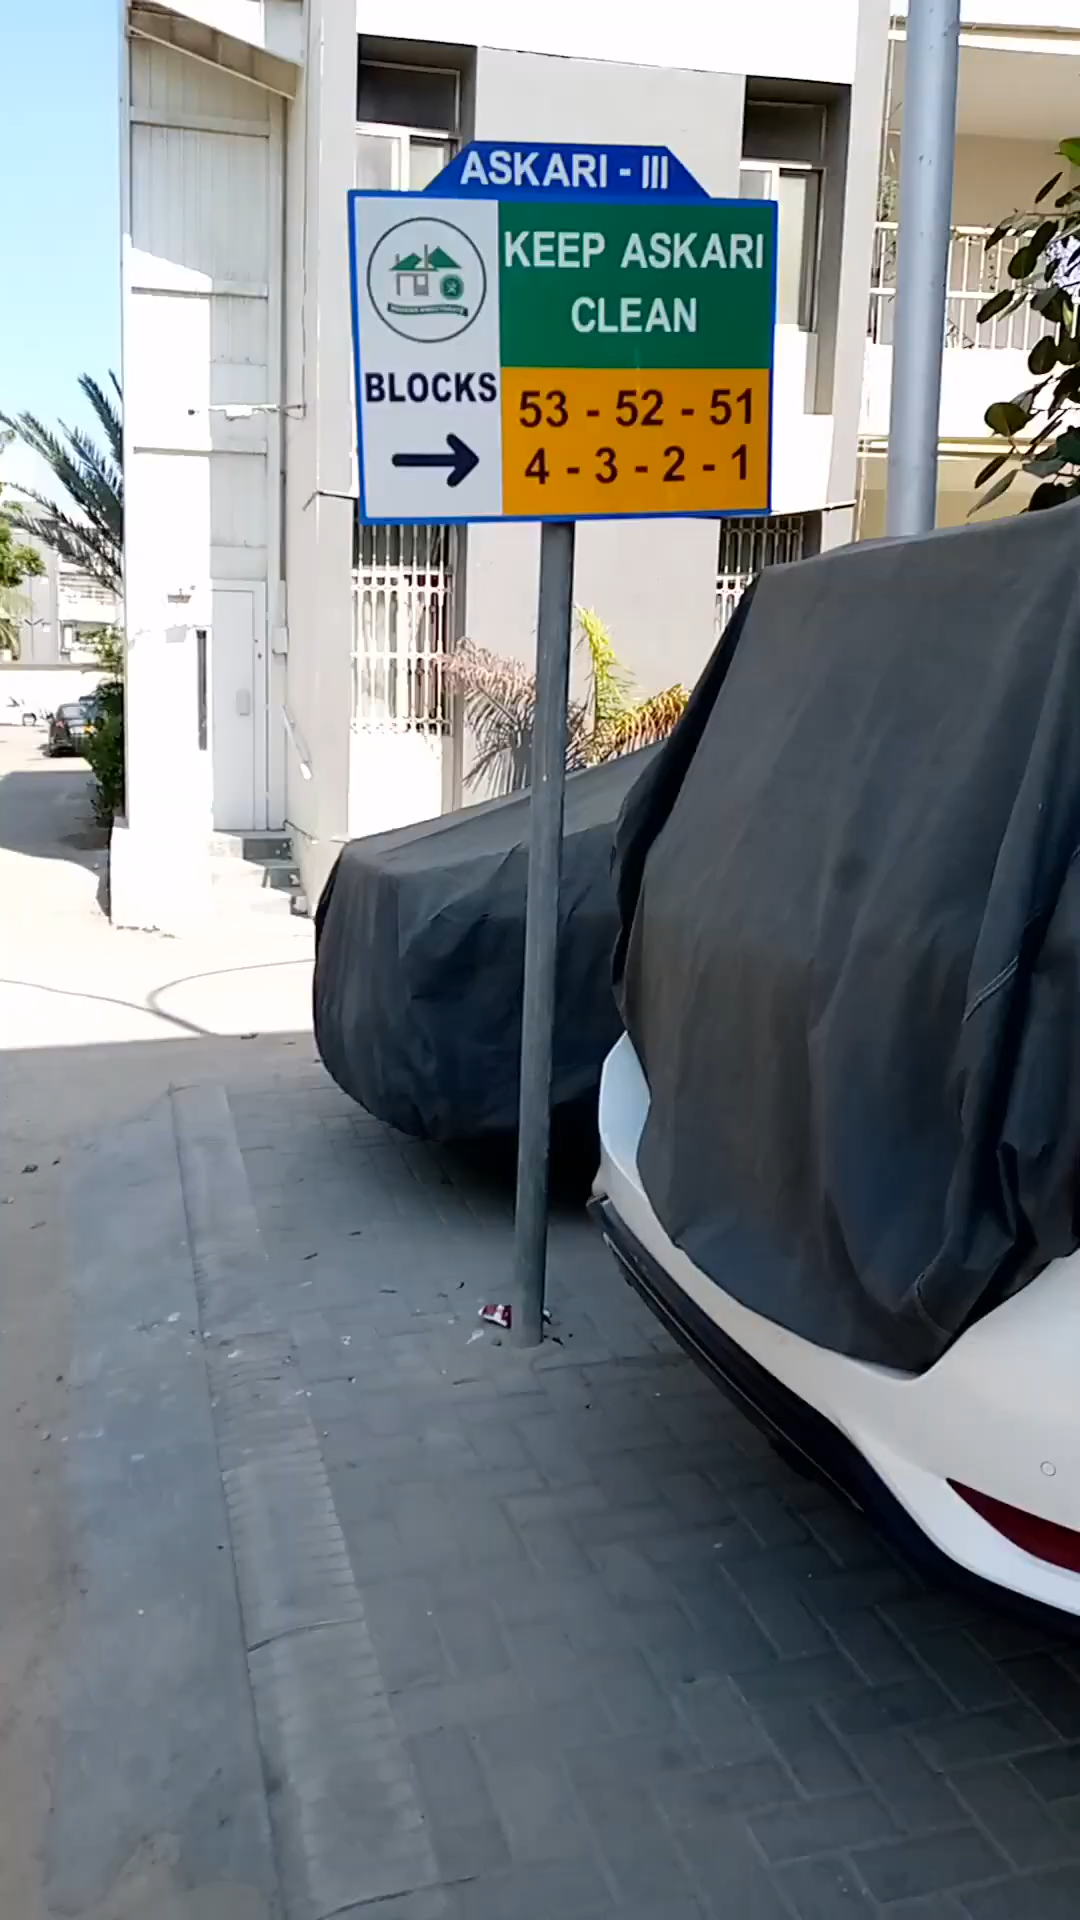 ASKARI - III
KEEP ASKARI
CLEAN
BLOCKS
53 - 52 - 51
4 - 3 - 2 - 1